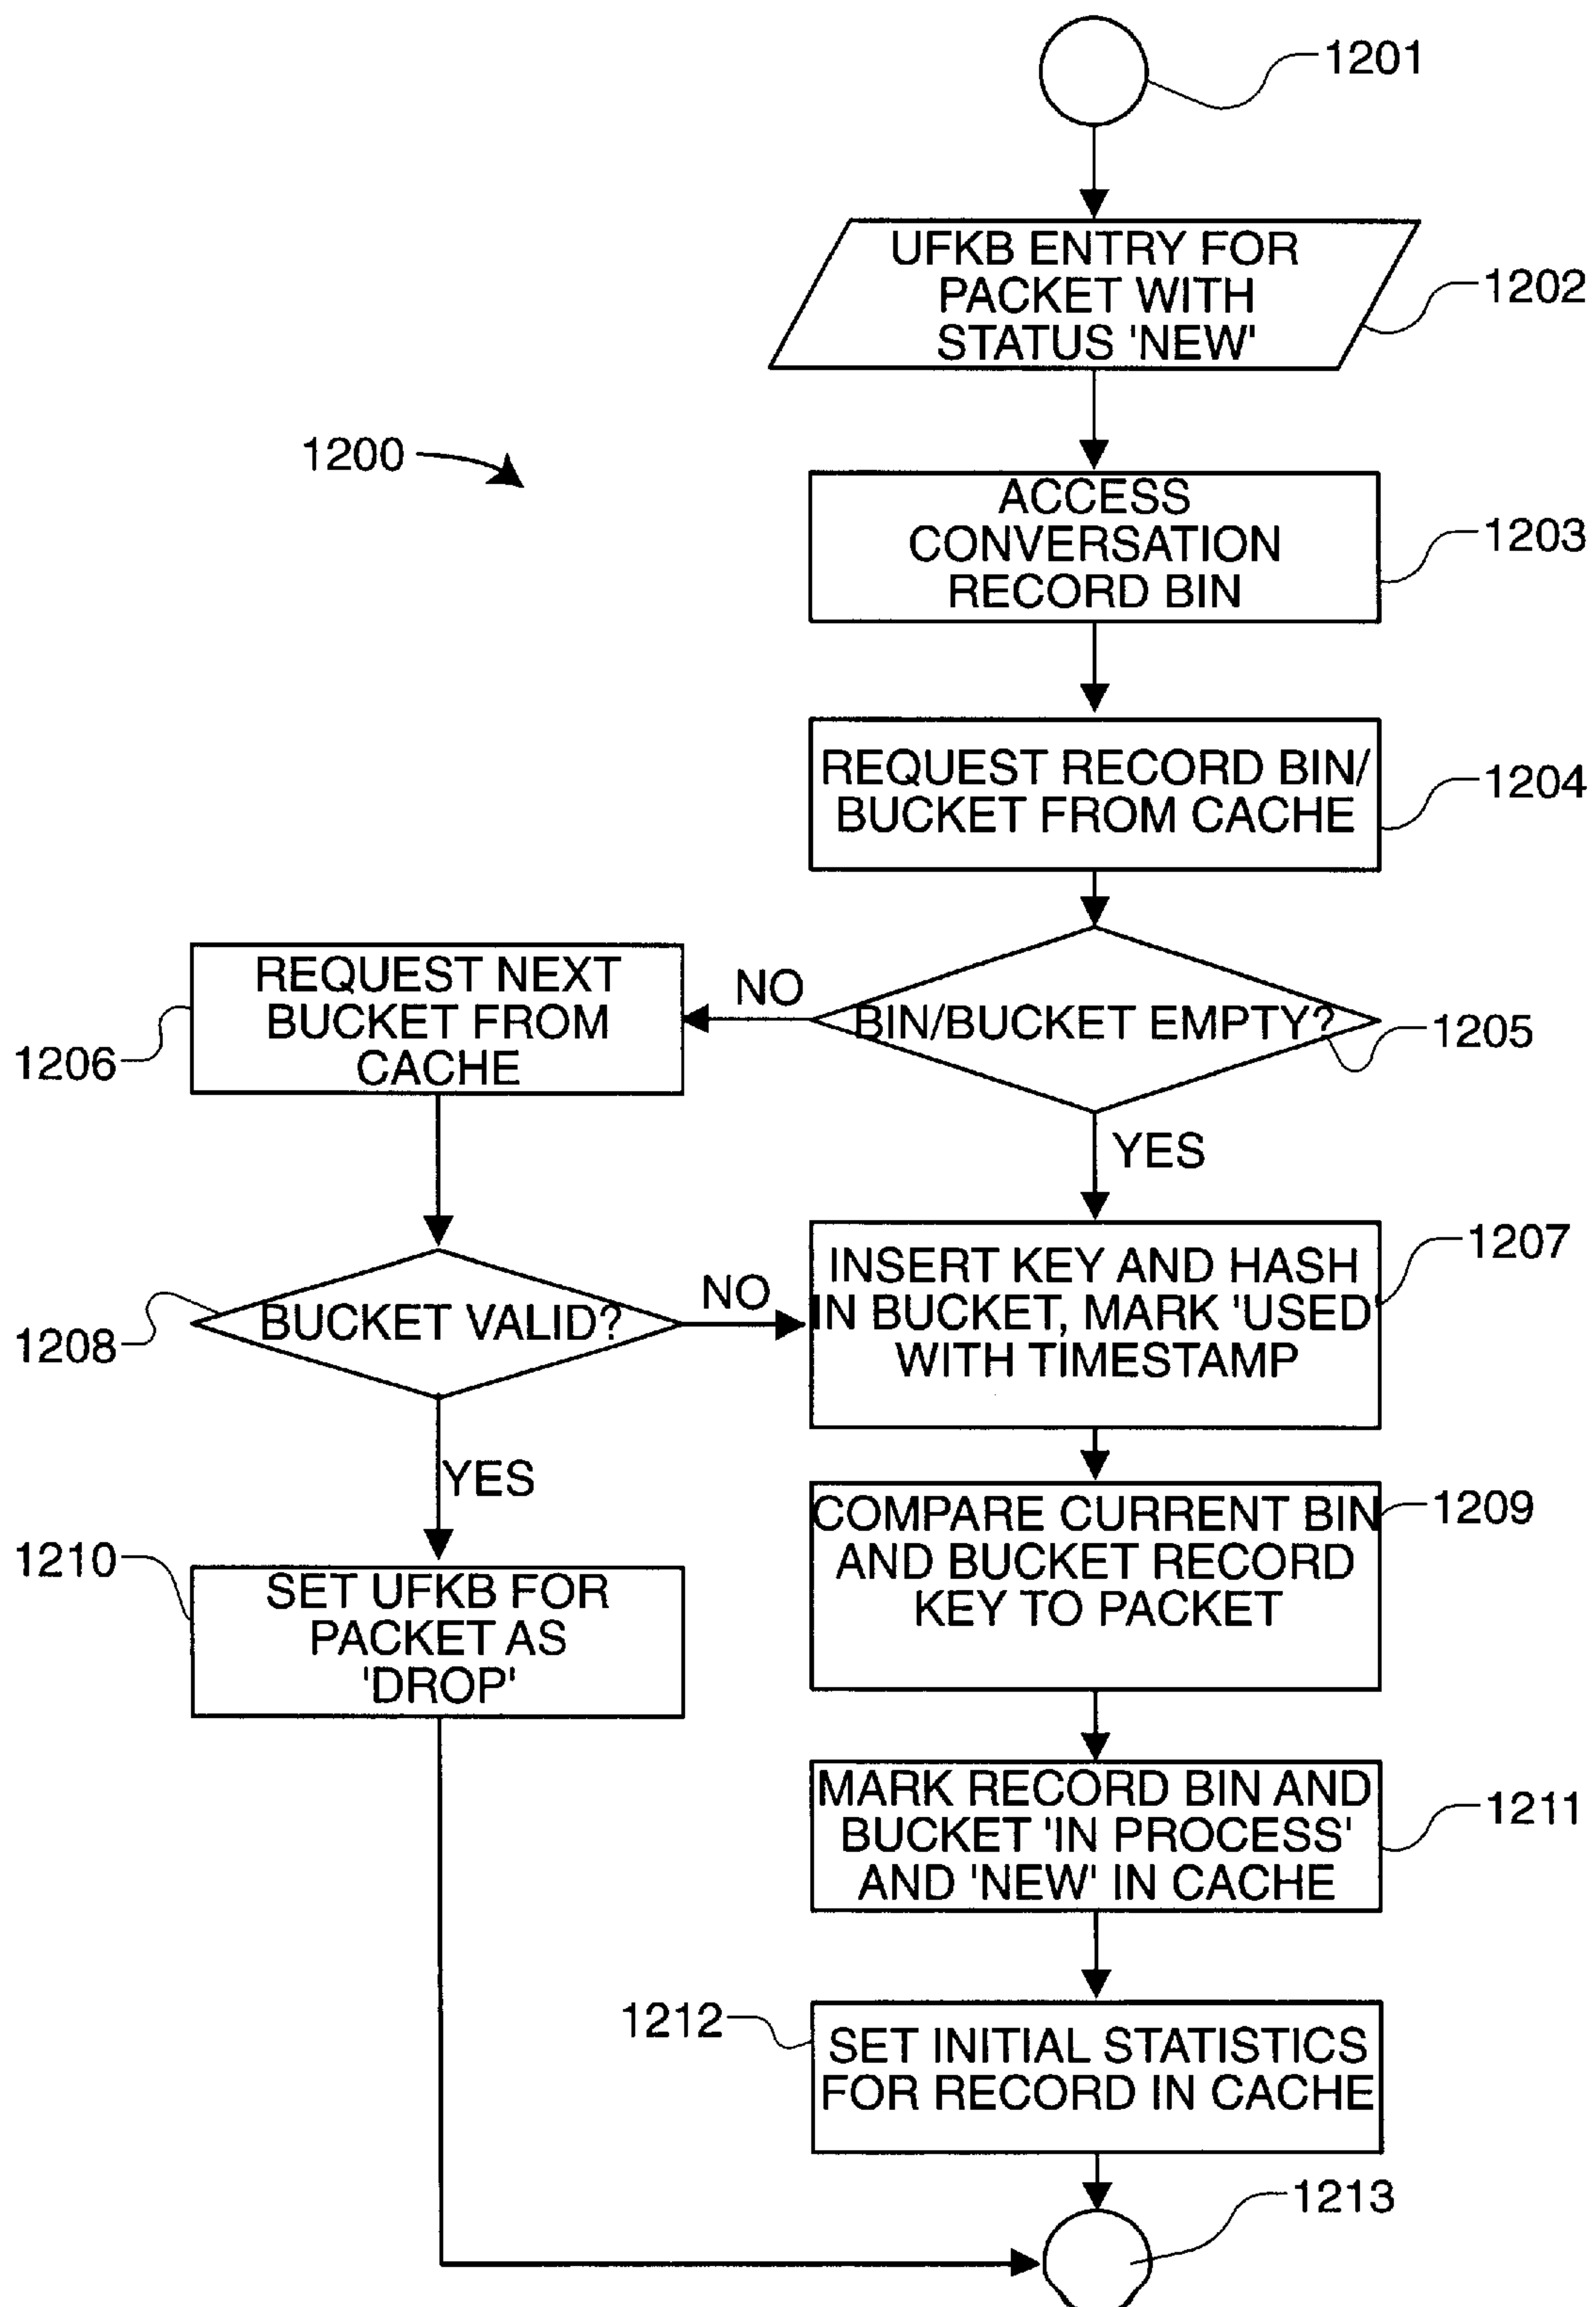 1201
UFKB ENTRY FOR
PACKET WITH
STATUS 'NEW'
1202
1200
ACCESS
CONVERSATION
RECORD BIN
1203
REQUEST RECORD BIN/
BUCKET FROM CACHE
1204
REQUEST NEXT
BUCKET FROM
CACHE
1206
NO
BIN/BUCKET EMPTY?
1205
YES
INSERT KEY AND HASH
IN BUCKET, MARK 'USED'
WITH TIMESTAMP
1207
BUCKET VALID?
1208
NO
YES
COMPARE CURRENT BIN
AND BUCKET RECORD
KEY TO PACKET
1209
1210
SET UFKB FOR
PACKET AS
'DROP'
MARK RECORD BIN AND
BUCKET 'IN PROCESS'
AND 'NEW' IN CACHE
1211
1212
SET INITIAL STATISTICS
FOR RECORD IN CACHE
1213